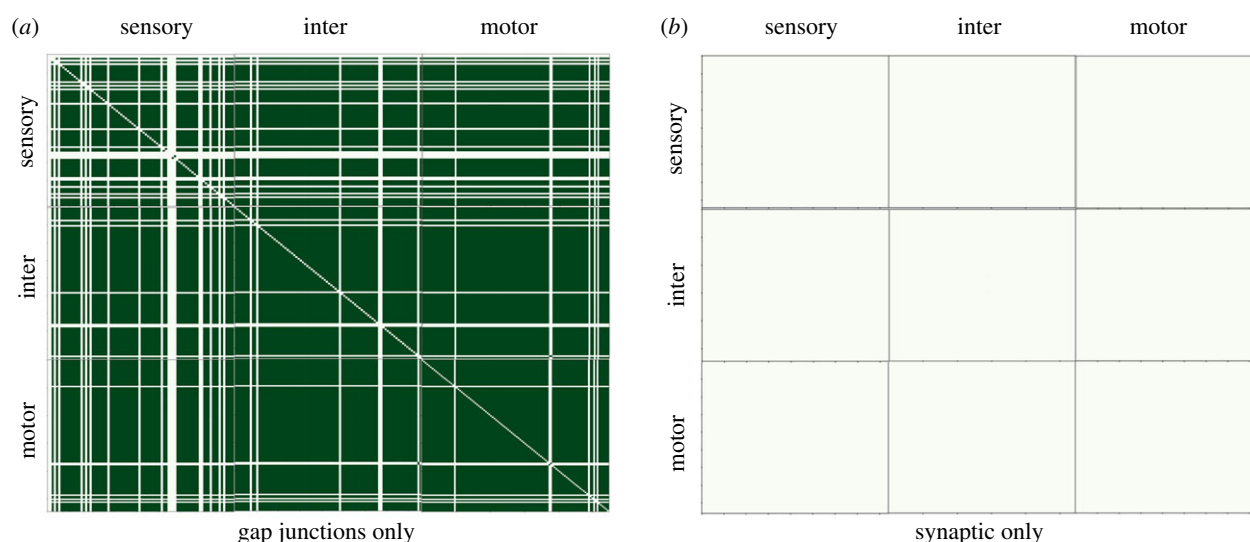 (a) sensory inter motor
sensory
inter
motor
gap junctions only
(b) sensory inter motor
sensory
inter
motor
synaptic only